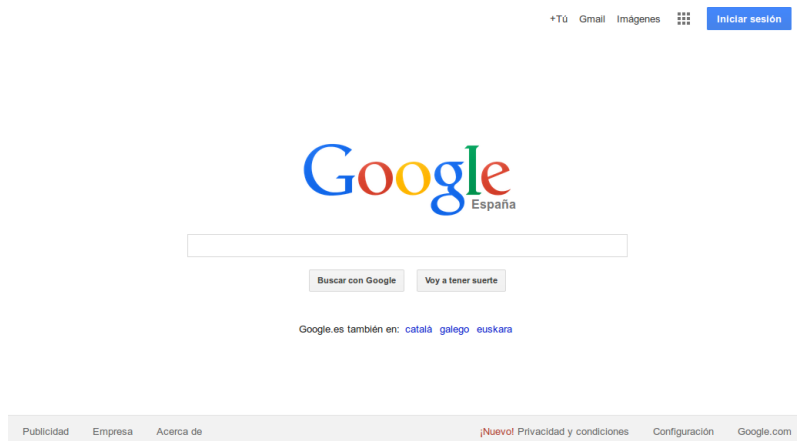 +Tú Gmail Imágenes Iniciar sesión
Google
España
Buscar con Google Voy a tener suerte
Google.es también en: català galego euskara
Publicidad Empresa Acerca de ¡Nuevo! Privacidad y condiciones Configuración Google.com